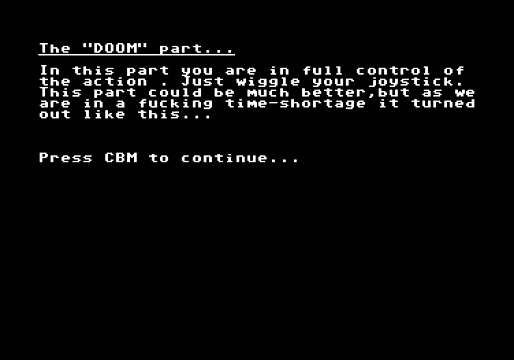 The "DOOM" part...
In this part you are in full control of
the action . Just wiggle your joystick.
This part could be much better,but as we
are in a fucking time-shortage it turned
out like this...
Press CBM to continue...